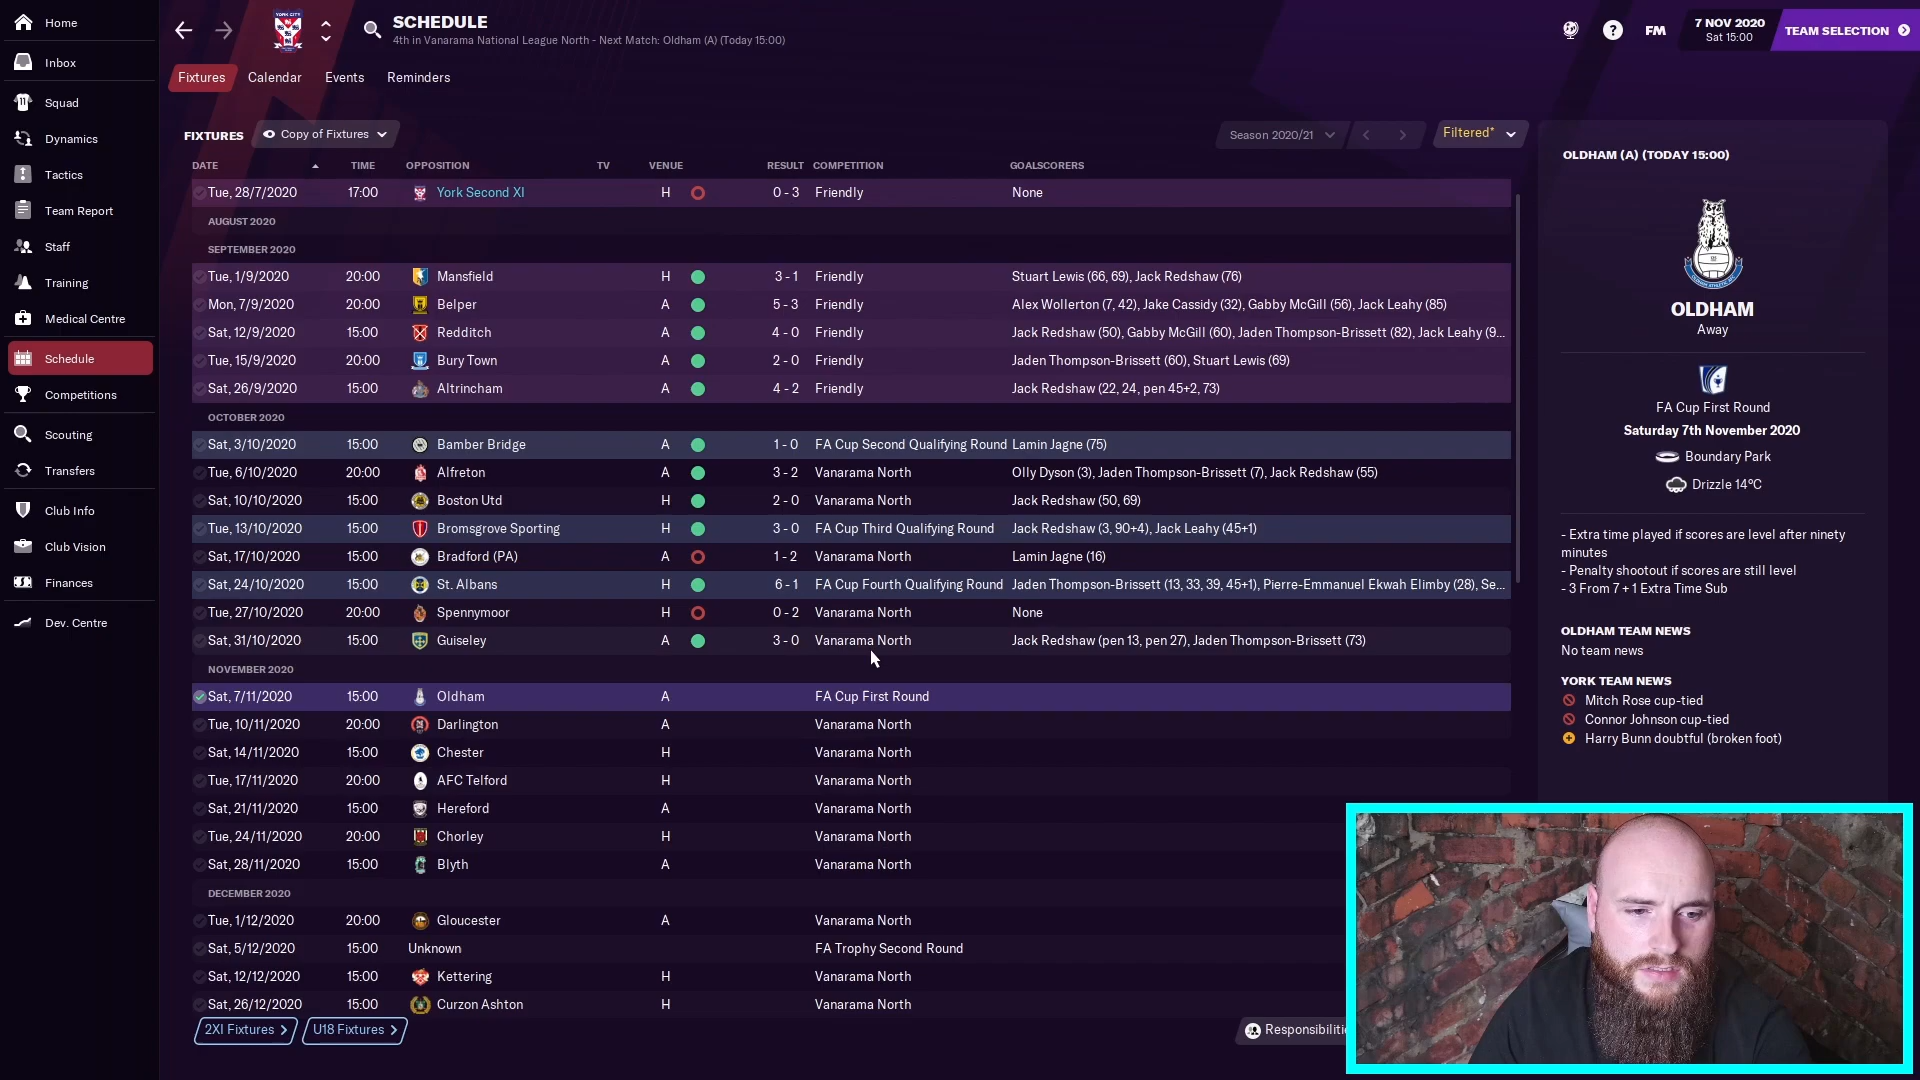 Home
Inbox
Squad
Dynamics
Tactics
Team Report
Staff
Training
Medical Centre
Schedule
Competitions
Scouting
Transfers
Club Info
Club Vision
Finances
Dev. Centre
SCHEDULE
4th in Vanarama National League North - Next Match: Oldham (A) (Today 15:00)
FM
7 NOV 2020
Sat 15:00
TEAM SELECTION
Fixtures Calendar Events Reminders
FIXTURES Copy of Fixtures Season 2020/21 Filtered*
DATE TIME OPPOSITION TV VENUE RESULT COMPETITION GOALSCORERS
Tue, 28/7/2020 17:00 York Second XI H 0 - 3 Friendly None
AUGUST 2020
SEPTEMBER 2020
Tue, 1/9/2020 20:00 Mansfield H 3 - 1 Friendly Stuart Lewis (66, 69), Jack Redshaw (76)
Mon, 7/9/2020 20:00 Belper A 5 - 3 Friendly Alex Wollerton (7, 42), Jake Cassidy (32), Gabby McGill (56), Jack Leahy (85)
Sat, 12/9/2020 15:00 Redditch A 4 - 0 Friendly Jack Redshaw (50), Gabby McGill (60), Jaden Thompson-Brissett (82), Jack Leahy (9...
Tue, 15/9/2020 20:00 Bury Town A 2 - 0 Friendly Jaden Thompson-Brissett (60), Stuart Lewis (69)
Sat, 26/9/2020 15:00 Altrincham A 4 - 2 Friendly Jack Redshaw (22, 24, pen 45+2, 73)
OCTOBER 2020
Sat, 3/10/2020 15:00 Bamber Bridge A 1 - 0 FA Cup Second Qualifying Round Lamin Jagne (75)
Tue, 6/10/2020 20:00 Alfreton A 3 - 2 Vanarama North Olly Dyson (3), Jaden Thompson-Brissett (7), Jack Redshaw (55)
Sat, 10/10/2020 15:00 Boston Utd H 2 - 0 Vanarama North Jack Redshaw (50, 69)
Tue, 13/10/2020 15:00 Bromsgrove Sporting H 3 - 0 FA Cup Third Qualifying Round Jack Redshaw (3, 90+4), Jack Leahy (45+1)
Sat, 17/10/2020 15:00 Bradford (PA) A 1 - 2 Vanarama North Lamin Jagne (16)
Sat, 24/10/2020 15:00 St. Albans H 6 - 1 FA Cup Fourth Qualifying Round Jaden Thompson-Brissett (13, 33, 39, 45+1), Pierre-Emmanuel Ekwah Elimby (28), Se...
Tue, 27/10/2020 20:00 Spennymoor H 0 - 2 Vanarama North None
Sat, 31/10/2020 15:00 Guiseley A 3 - 0 Vanarama North Jack Redshaw (pen 13, pen 27), Jaden Thompson-Brissett (73)
NOVEMBER 2020
Sat, 7/11/2020 15:00 Oldham A FA Cup First Round
Tue, 10/11/2020 20:00 Darlington A Vanarama North
Sat, 14/11/2020 15:00 Chester H Vanarama North
Tue, 17/11/2020 20:00 AFC Telford H Vanarama North
Sat, 21/11/2020 15:00 Hereford A Vanarama North
Tue, 24/11/2020 20:00 Chorley H Vanarama North
Sat, 28/11/2020 15:00 Blyth A Vanarama North
DECEMBER 2020
Tue, 1/12/2020 20:00 Gloucester A Vanarama North
Sat, 5/12/2020 15:00 Unknown FA Trophy Second Round
Sat, 12/12/2020 15:00 Kettering H Vanarama North
Sat, 26/12/2020 15:00 Curzon Ashton H Vanarama North
2XI Fixtures U18 Fixtures Responsibilitie
OLDHAM (A) (TODAY 15:00)
OLDHAM
Away
FA Cup First Round
Saturday 7th November 2020
Boundary Park
Drizzle 14°C
- Extra time played if scores are level after ninety
minutes
- Penalty shootout if scores are still level
- 3 From 7 + 1 Extra Time Sub
OLDHAM TEAM NEWS
No team news
YORK TEAM NEWS
Mitch Rose cup-tied
Connor Johnson cup-tied
Harry Bunn doubtful (broken foot)